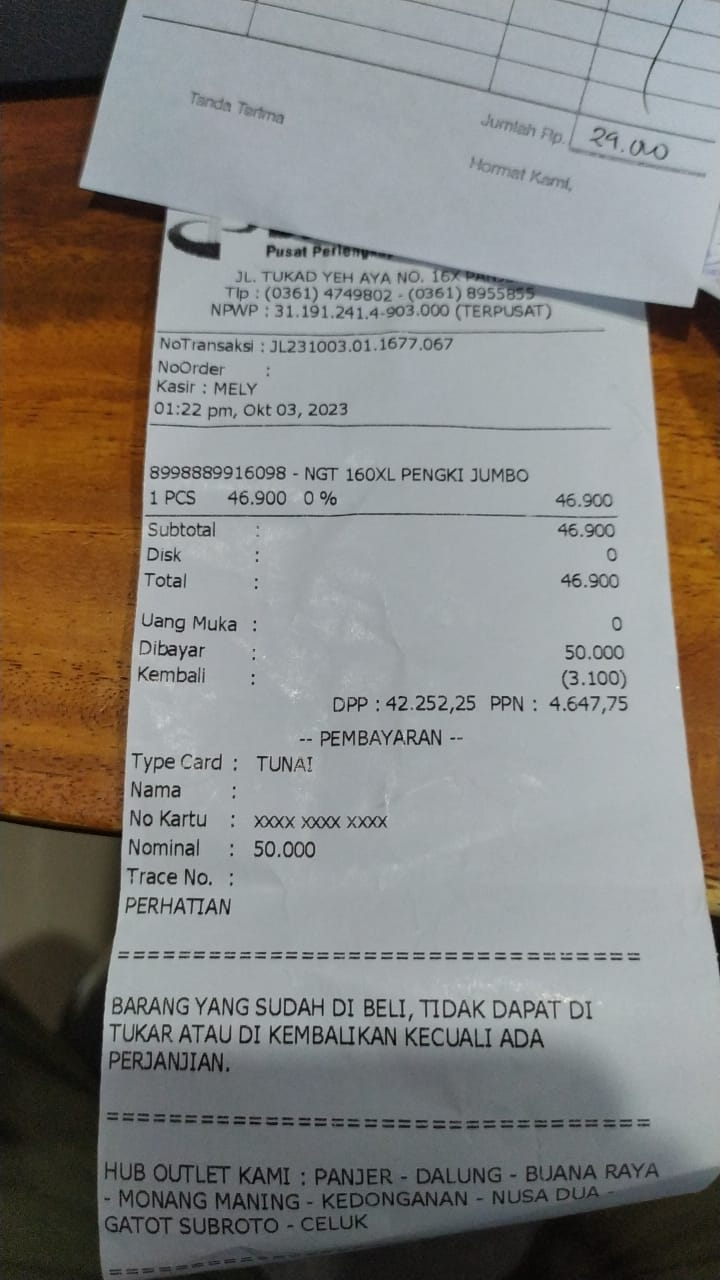 Tanda Terima
Jumlah Rp. 29.000
Hormat Kami,
Pusat
JL. TUKAD YEH AYA NO. 16X
Tlp : (0361) 4749802 - (0361) 8955855
NPWP : 31.191.241.4-903.000 (TERPUSAT)
NoTransaksi : JL231003.01.1677.067
NoOrder :
Kasir : MELY
01:22 pm, Okt 03, 2023
8998889916098 - NGT 160XL PENGKI JUMBO
1 PCS 46.900 0 % 46.900
Subtotal : 46.900
Disk : 0
Total : 46.900
Uang Muka : 0
Dibayar : 50.000
Kembali : (3.100)
DPP : 42.252,25 PPN : 4.647,75
-- PEMBAYARAN --
Type Card : TUNAI
Nama :
No Kartu : xxxx xxxx xxxx
Nominal : 50.000
Trace No. :
PERHATIAN
===================================
BARANG YANG SUDAH DI BELI, TIDAK DAPAT DI
TUKAR ATAU DI KEMBALIKAN KECUALI ADA
PERJANJIAN.
===================================
HUB OUTLET KAMI : PANJER - DALUNG - BUANA RAYA
- MONANG MANING - KEDONGANAN - NUSA DUA -
GATOT SUBROTO - CELUK
===================================